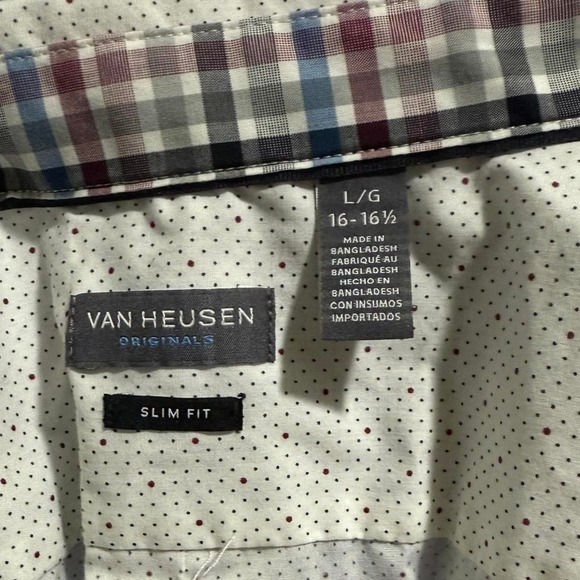 L/G
16-16½
MADE IN
BANGLADESH
FABRIQUÉ AU
BANGLADESH
HECHO EN
BANGLADESH
CON INSUMOS
IMPORTADOS
VAN HEUSEN
ORIGINALS
SLIM FIT